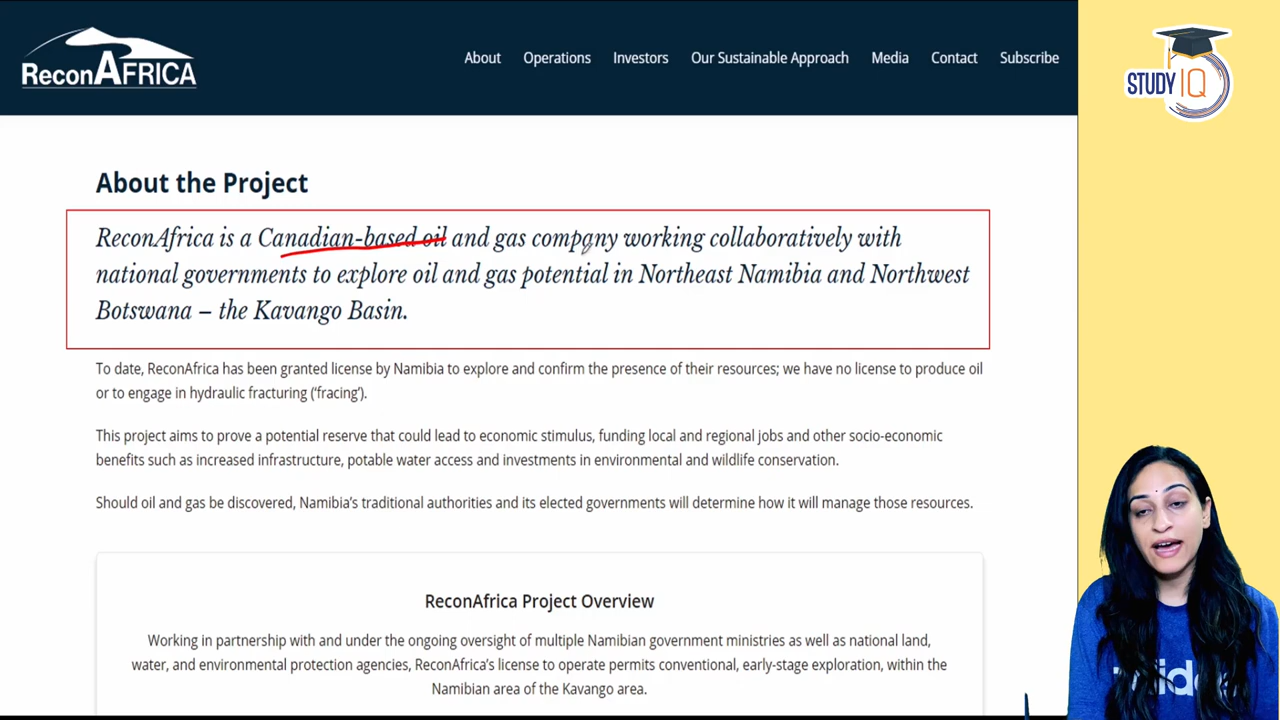 ReconAFRICA
About Operations Investors Our Sustainable Approach Media Contact Subscribe
STUDY IQ
About the Project
ReconAfrica is a Canadian-based oil and gas company working collaboratively with
national governments to explore oil and gas potential in Northeast Namibia and Northwest
Botswana – the Kavango Basin.
To date, ReconAfrica has been granted license by Namibia to explore and confirm the presence of their resources; we have no license to produce oil
or to engage in hydraulic fracturing (‘fracing’).
This project aims to prove a potential reserve that could lead to economic stimulus, funding local and regional jobs and other socio-economic
benefits such as increased infrastructure, potable water access and investments in environmental and wildlife conservation.
Should oil and gas be discovered, Namibia’s traditional authorities and its elected governments will determine how it will manage those resources.
ReconAfrica Project Overview
Working in partnership with and under the ongoing oversight of multiple Namibian government ministries as well as national land,
water, and environmental protection agencies, ReconAfrica’s license to operate permits conventional, early-stage exploration, within the
Namibian area of the Kavango area.